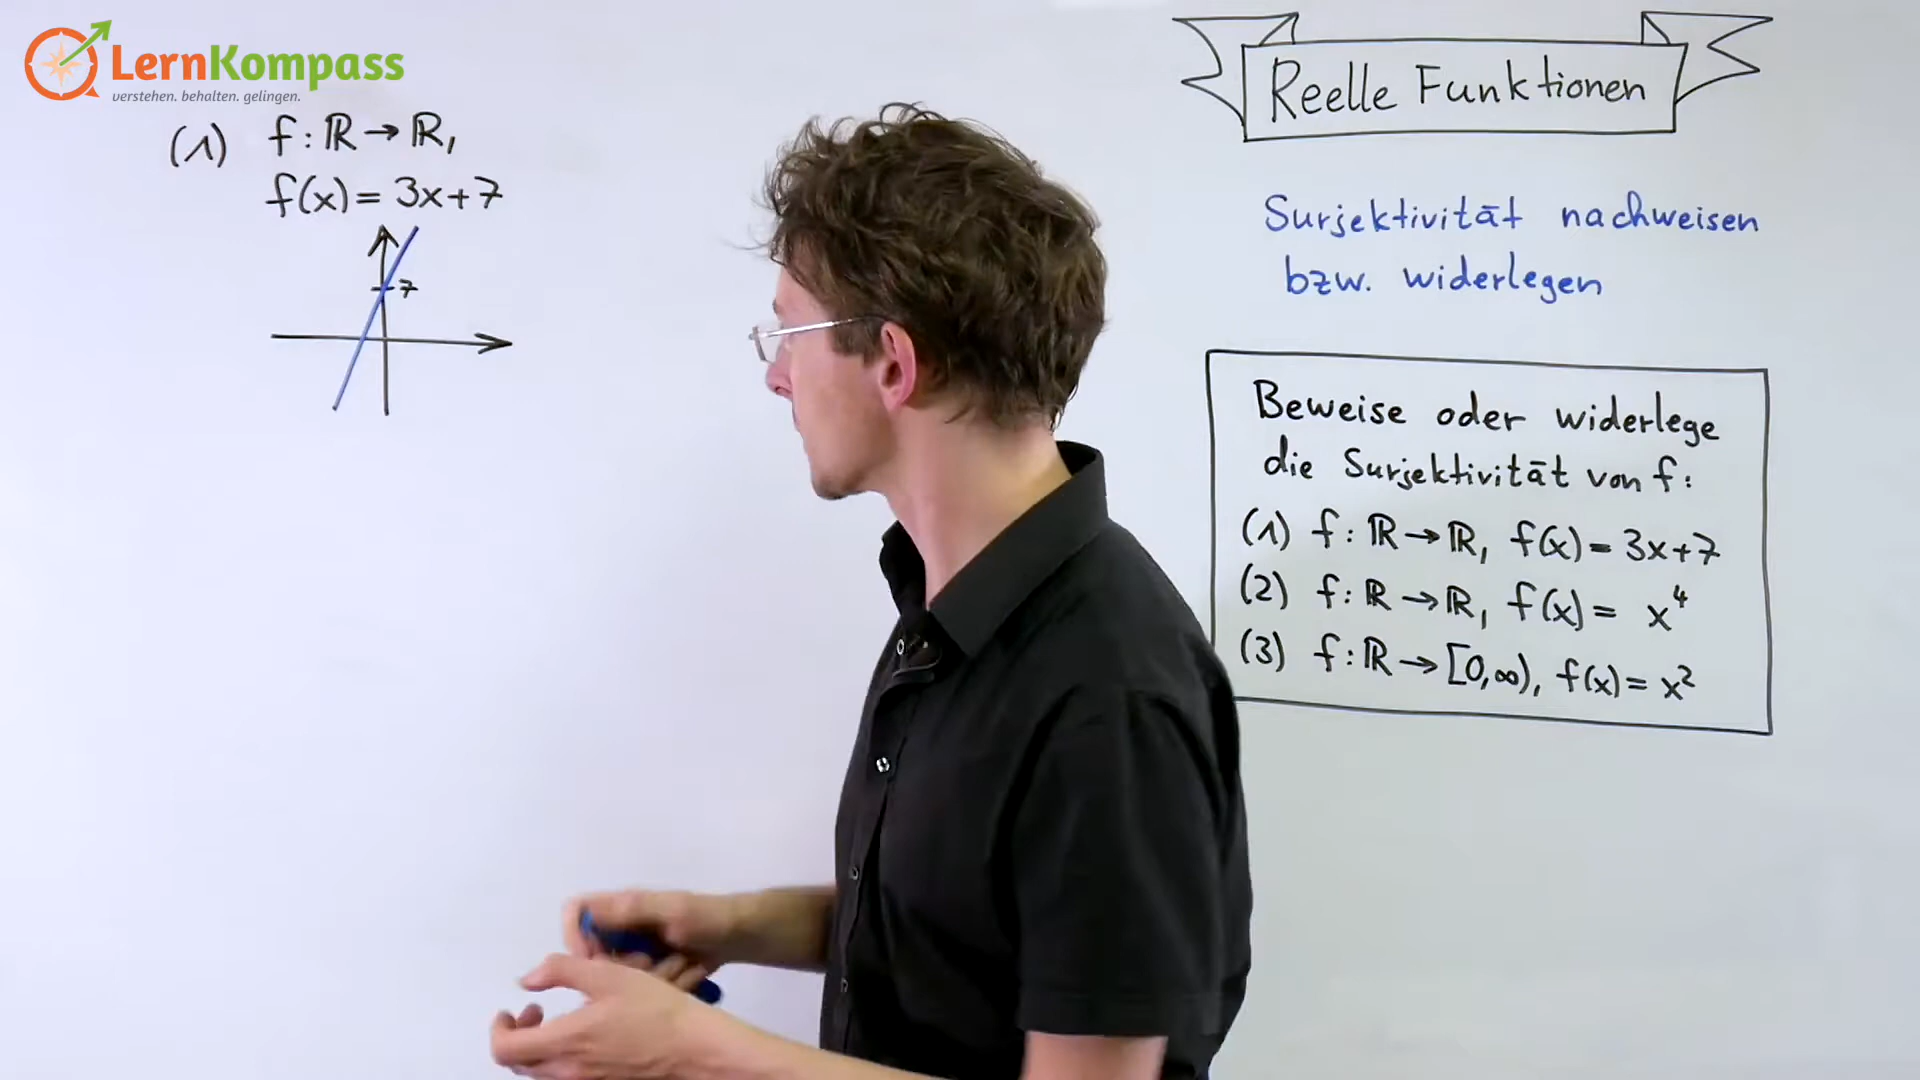 LernKompass
verstehen. behalten. gelingen.
(1) f: ℝ → ℝ,
f(x) = 3x+7
7
Reelle Funktionen
Surjektivität nachweisen
bzw. widerlegen
Beweise oder widerlege
die Surjektivität von f:
(1) f: ℝ → ℝ, f(x) = 3x+7
(2) f: ℝ → ℝ, f(x) = x⁴
(3) f: ℝ → [0,∞), f(x) = x²